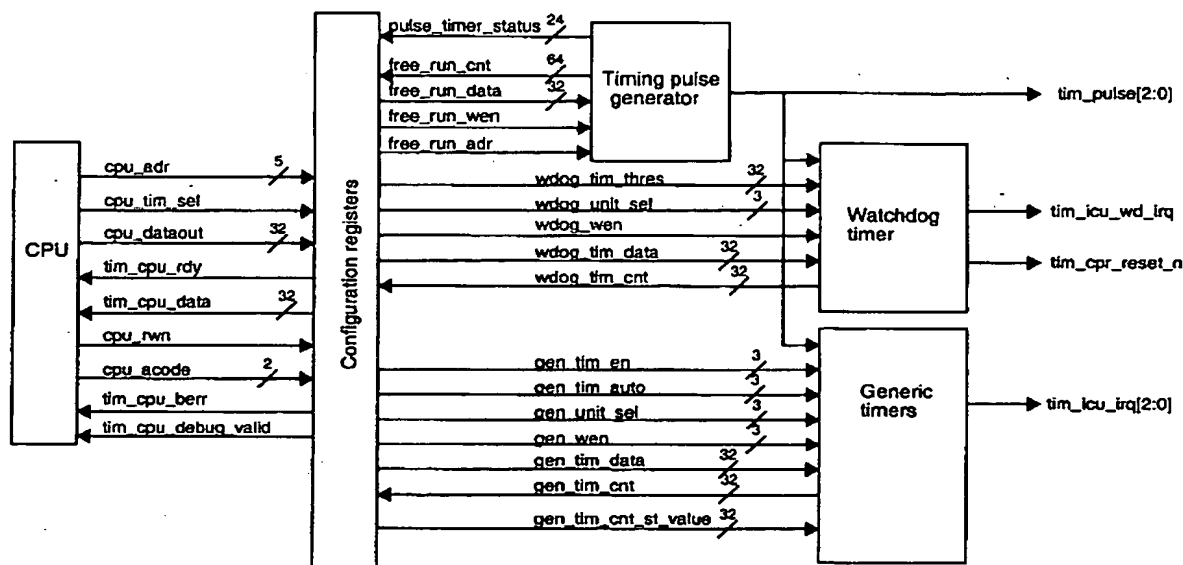 CPU
cpu_adr
5
cpu_tim_sel
cpu_dataout
32
tim_cpu_rdy
tim_cpu_data
32
cpu_rwn
cpu_acode
2
tim_cpu_berr
tim_cpu_debug_valid
Configuration registers
pulse_timer_status
24
free_run_cnt
64
free_run_data
32
free_run_wen
free_run_adr
Timing pulse
generator
tim_pulse[2:0]
wdog_tim_thres
32
wdog_unit_sel
3
wdog_wen
wdog_tim_data
32
wdog_tim_cnt
32
Watchdog
timer
tim_icu_wd_irq
tim_cpr_reset_n
gen_tim_en
3
gen_tim_auto
3
gen_unit_sel
3
gen_wen
3
gen_tim_data
32
gen_tim_cnt
32
gen_tim_cnt_st_value
32
Generic
timers
tim_icu_irq[2:0]